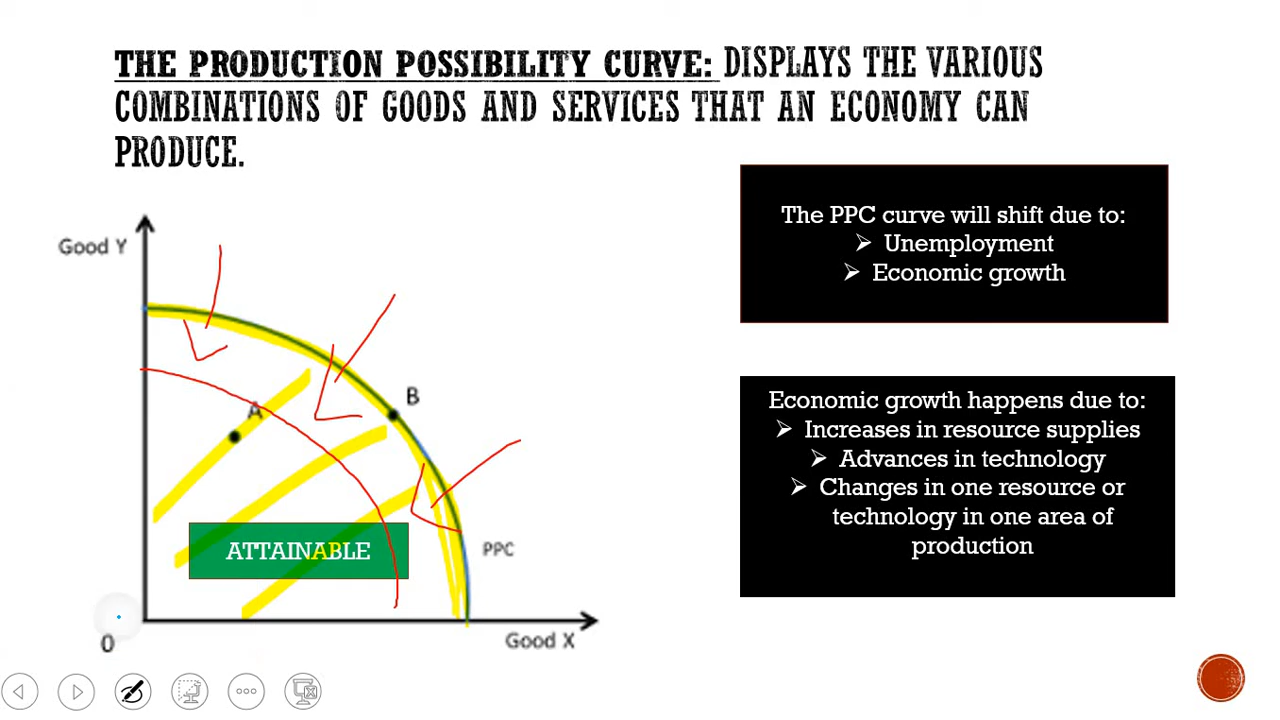 THE PRODUCTION POSSIBILITY CURVE: DISPLAYS THE VARIOUS
COMBINATIONS OF GOODS AND SERVICES THAT AN ECONOMY CAN
PRODUCE.
Good Y
A
B
ATTAINABLE
PPC
0
Good X
The PPC curve will shift due to:
➢ Unemployment
➢ Economic growth
Economic growth happens due to:
➢ Increases in resource supplies
➢ Advances in technology
➢ Changes in one resource or
technology in one area of
production